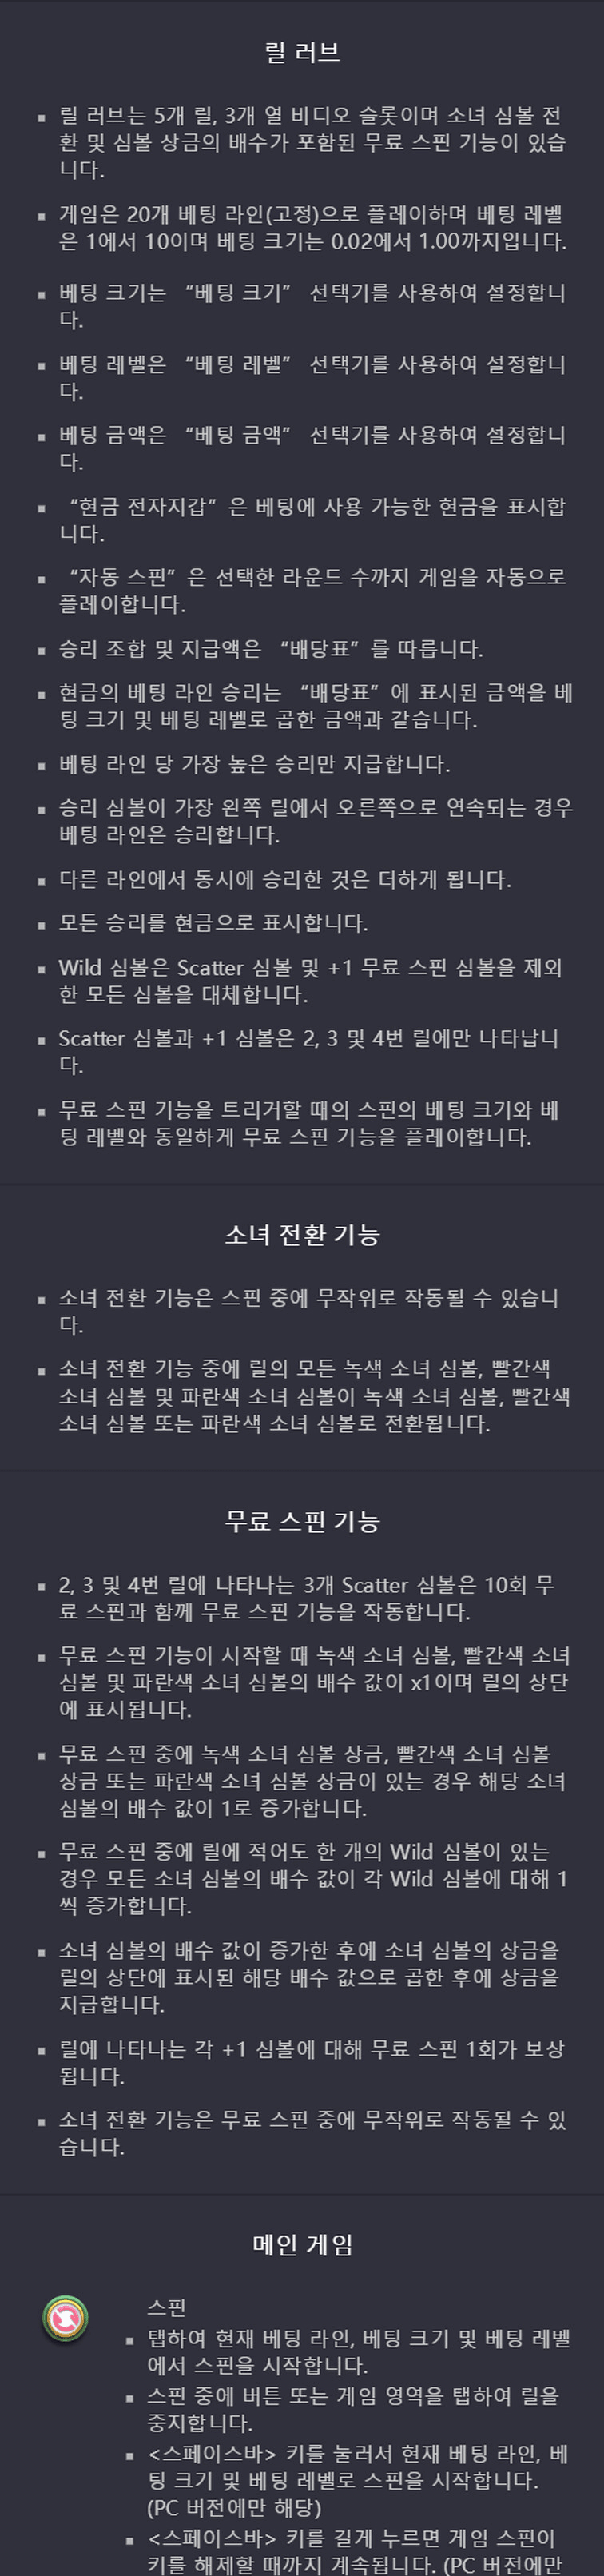 릴 러브
▪ 릴 러브는 5개 릴, 3개 열 비디오 슬롯이며 소녀 심볼 전
환 및 심볼 상금의 배수가 포함된 무료 스핀 기능이 있습
니다.
▪ 게임은 20개 베팅 라인(고정)으로 플레이하며 베팅 레벨
은 1에서 10이며 베팅 크기는 0.02에서 1.00까지입니다.
▪ 베팅 크기는 “베팅 크기” 선택기를 사용하여 설정합니
다.
▪ 베팅 레벨은 “베팅 레벨” 선택기를 사용하여 설정합니
다.
▪ 베팅 금액은 “베팅 금액” 선택기를 사용하여 설정합니
다.
▪ “현금 전자지갑”은 베팅에 사용 가능한 현금을 표시합
니다.
▪ “자동 스핀”은 선택한 라운드 수까지 게임을 자동으로
플레이합니다.
▪ 승리 조합 및 지급액은 “배당표”를 따릅니다.
▪ 현금의 베팅 라인 승리는 “배당표”에 표시된 금액을 베
팅 크기 및 베팅 레벨로 곱한 금액과 같습니다.
▪ 베팅 라인 당 가장 높은 승리만 지급합니다.
▪ 승리 심볼이 가장 왼쪽 릴에서 오른쪽으로 연속되는 경우
베팅 라인은 승리합니다.
▪ 다른 라인에서 동시에 승리한 것은 더하게 됩니다.
▪ 모든 승리를 현금으로 표시합니다.
▪ Wild 심볼은 Scatter 심볼 및 +1 무료 스핀 심볼을 제외
한 모든 심볼을 대체합니다.
▪ Scatter 심볼과 +1 심볼은 2, 3 및 4번 릴에만 나타납니
다.
▪ 무료 스핀 기능을 트리거할 때의 스핀의 베팅 크기와 베
팅 레벨와 동일하게 무료 스핀 기능을 플레이합니다.
소녀 전환 기능
▪ 소녀 전환 기능은 스핀 중에 무작위로 작동될 수 있습니
다.
▪ 소녀 전환 기능 중에 릴의 모든 녹색 소녀 심볼, 빨간색
소녀 심볼 및 파란색 소녀 심볼이 녹색 소녀 심볼, 빨간색
소녀 심볼 또는 파란색 소녀 심볼로 전환됩니다.
무료 스핀 기능
▪ 2, 3 및 4번 릴에 나타나는 3개 Scatter 심볼은 10회 무
료 스핀과 함께 무료 스핀 기능을 작동합니다.
▪ 무료 스핀 기능이 시작할 때 녹색 소녀 심볼, 빨간색 소녀
심볼 및 파란색 소녀 심볼의 배수 값이 x1이며 릴의 상단
에 표시됩니다.
▪ 무료 스핀 중에 녹색 소녀 심볼 상금, 빨간색 소녀 심볼
상금 또는 파란색 소녀 심볼 상금이 있는 경우 해당 소녀
심볼의 배수 값이 1로 증가합니다.
▪ 무료 스핀 중에 릴에 적어도 한 개의 Wild 심볼이 있는
경우 모든 소녀 심볼의 배수 값이 각 Wild 심볼에 대해 1
씩 증가합니다.
▪ 소녀 심볼의 배수 값이 증가한 후에 소녀 심볼의 상금을
릴의 상단에 표시된 해당 배수 값으로 곱한 후에 상금을
지급합니다.
▪ 릴에 나타나는 각 +1 심볼에 대해 무료 스핀 1회가 보상
됩니다.
▪ 소녀 전환 기능은 무료 스핀 중에 무작위로 작동될 수 있
습니다.
메인 게임
스핀
▪ 탭하여 현재 베팅 라인, 베팅 크기 및 베팅 레벨
에서 스핀을 시작합니다.
▪ 스핀 중에 버튼 또는 게임 영역을 탭하여 릴을
중지합니다.
▪ <스페이스바> 키를 눌러서 현재 베팅 라인, 베
팅 크기 및 베팅 레벨로 스핀을 시작합니다.
(PC 버전에만 해당)
▪ <스페이스바> 키를 길게 누르면 게임 스핀이
키를 해제할 때까지 계속됩니다. (PC 버전에만